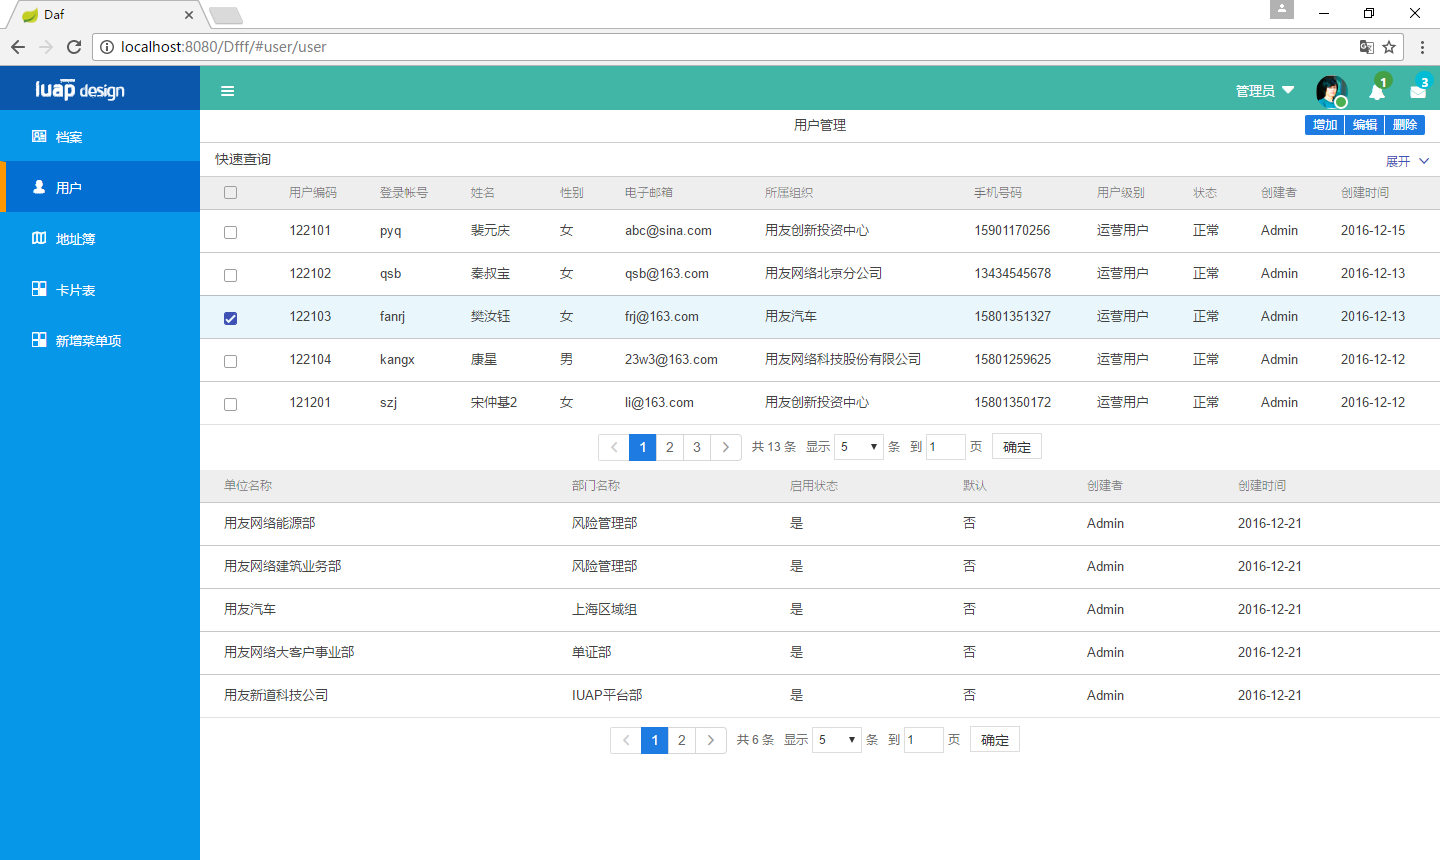 Daf
localhost:8080/Dfff/#user/user
iuap design
管理员
1
3
档案
用户
地址簿
卡片表
新增菜单项
用户管理
增加 编辑 删除
快速查询
展开
用户编码 登录帐号 姓名 性别 电子邮箱 所属组织 手机号码 用户级别 状态 创建者 创建时间
122101 pyq 裴元庆 女 abc@sina.com 用友创新投资中心 15901170256 运营用户 正常 Admin 2016-12-15
122102 qsb 秦叔宝 女 qsb@163.com 用友网络北京分公司 13434545678 运营用户 正常 Admin 2016-12-13
122103 fanrj 樊汝钰 女 frj@163.com 用友汽车 15801351327 运营用户 正常 Admin 2016-12-13
122104 kangx 康星 男 23w3@163.com 用友网络科技股份有限公司 15801259625 运营用户 正常 Admin 2016-12-12
121201 szj 宋仲基2 女 li@163.com 用友创新投资中心 15801350172 运营用户 正常 Admin 2016-12-12
1 2 3 共 13 条 显示 5 条 到 1 页 确定
单位名称 部门名称 启用状态 默认 创建者 创建时间
用友网络能源部 风险管理部 是 否 Admin 2016-12-21
用友网络建筑业务部 风险管理部 是 否 Admin 2016-12-21
用友汽车 上海区域组 是 否 Admin 2016-12-21
用友网络大客户事业部 单证部 是 否 Admin 2016-12-21
用友新道科技公司 IUAP平台部 是 否 Admin 2016-12-21
1 2 共 6 条 显示 5 条 到 1 页 确定